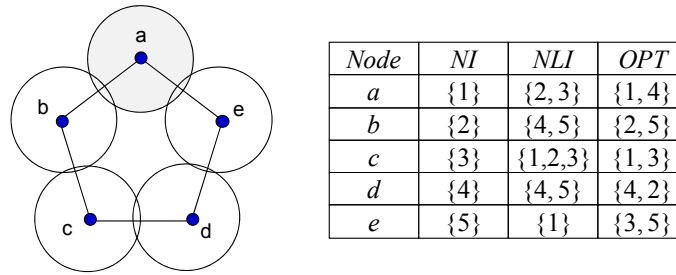 a
b
e
c
d
Node NI NLI OPT
a {1} {2, 3} {1, 4}
b {2} {4, 5} {2, 5}
c {3} {1,2,3} {1, 3}
d {4} {4, 5} {4, 2}
e {5} {1} {3, 5}